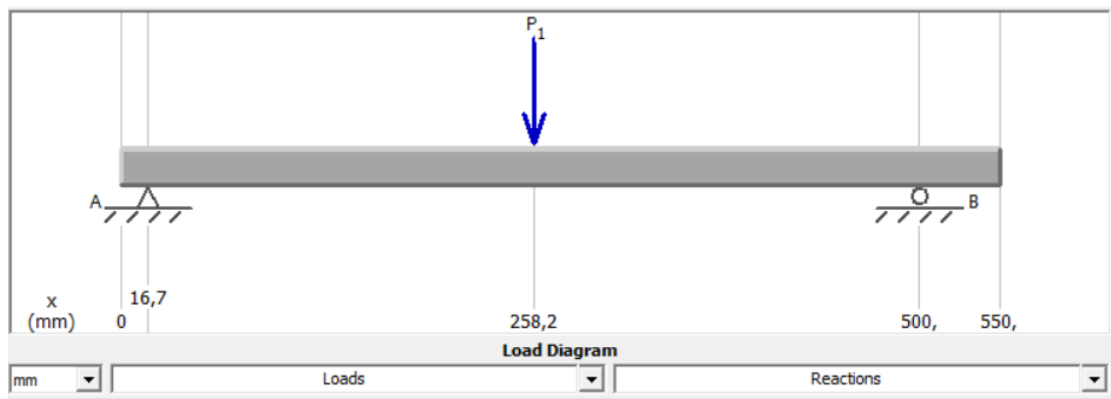 P1
A
B
16,7
x
(mm) 0 258,2 500, 550,
Load Diagram
mm Loads Reactions